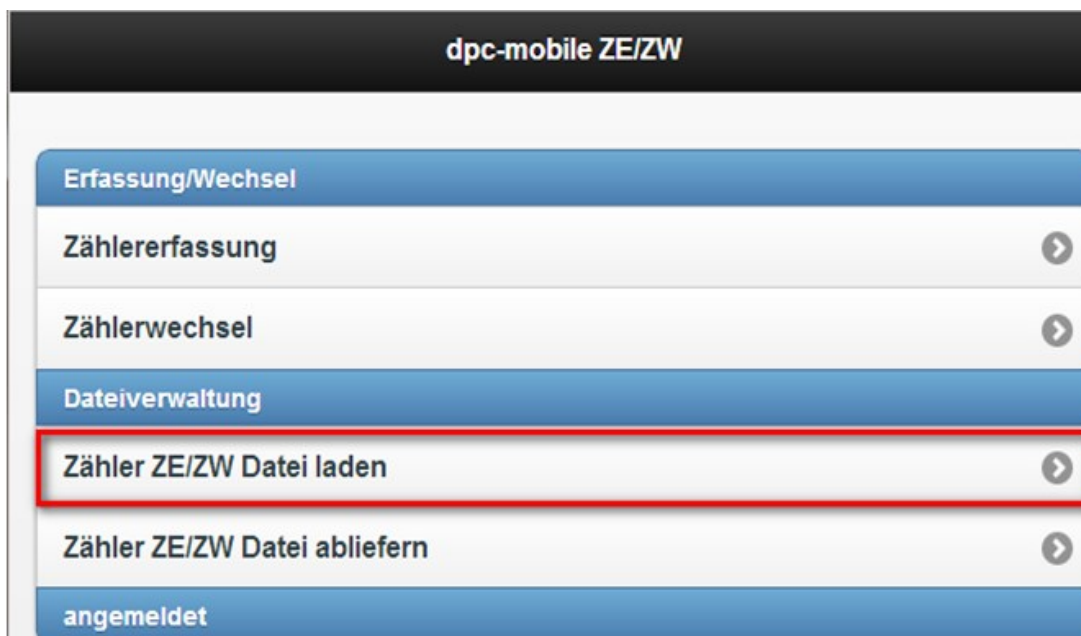 dpc-mobile ZE/ZW
Erfassung/Wechsel
Zählererfassung
Zählerwechsel
Dateiverwaltung
Zähler ZE/ZW Datei laden
Zähler ZE/ZW Datei abliefern
angemeldet